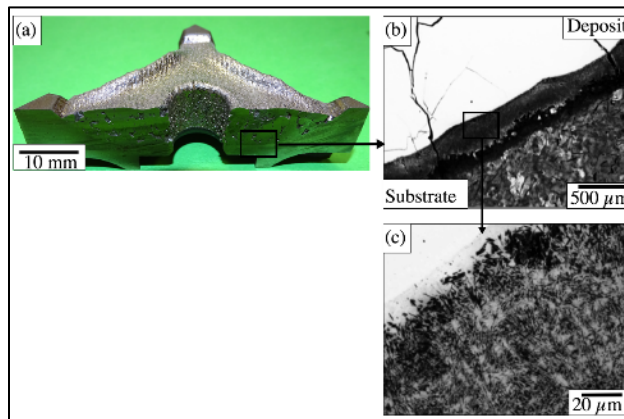 (a)
10 mm
(b)
Deposit
Substrate
500 μm
(c)
20 μm